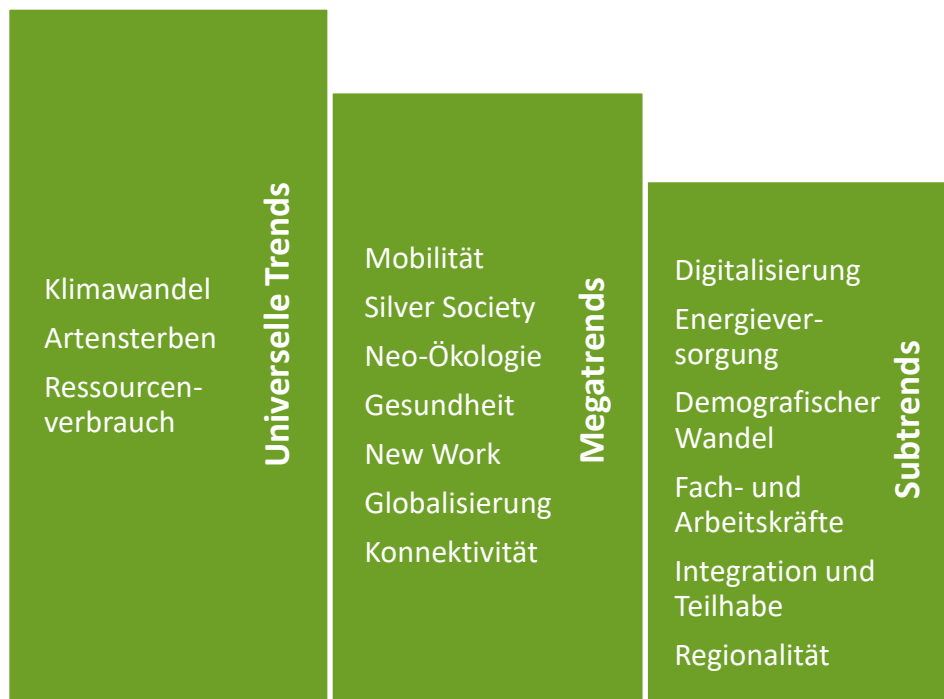 Universelle Trends
Klimawandel
Artensterben
Ressourcen-
verbrauch
Megatrends
Mobilität
Silver Society
Neo-Ökologie
Gesundheit
New Work
Globalisierung
Konnektivität
Subtrends
Digitalisierung
Energiever-
sorgung
Demografischer
Wandel
Fach- und
Arbeitskräfte
Integration und
Teilhabe
Regionalität